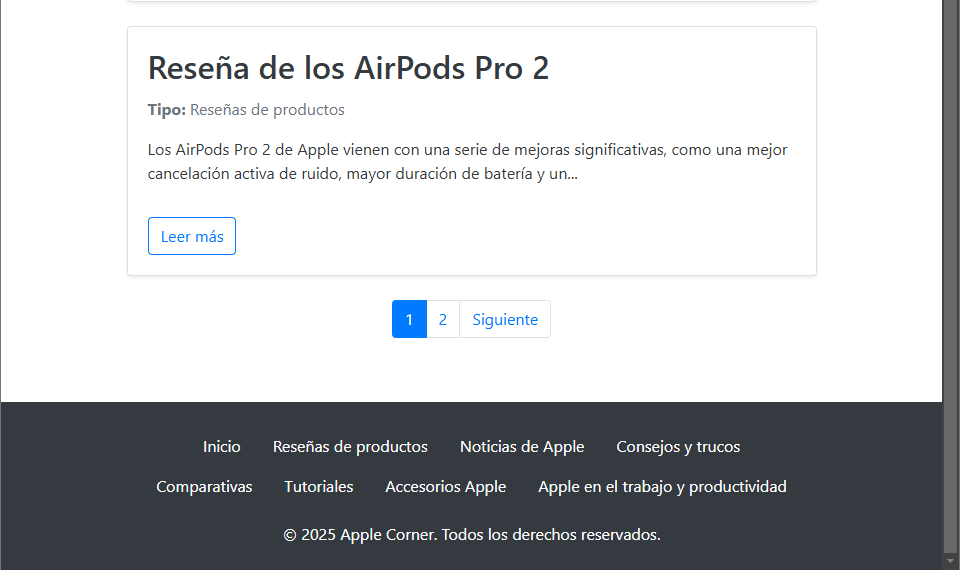 Reseña de los AirPods Pro 2
Tipo: Reseñas de productos
Los AirPods Pro 2 de Apple vienen con una serie de mejoras significativas, como una mejor
cancelación activa de ruido, mayor duración de batería y un...
Leer más
1 2 Siguiente
Inicio Reseñas de productos Noticias de Apple Consejos y trucos
Comparativas Tutoriales Accesorios Apple Apple en el trabajo y productividad
© 2025 Apple Corner. Todos los derechos reservados.